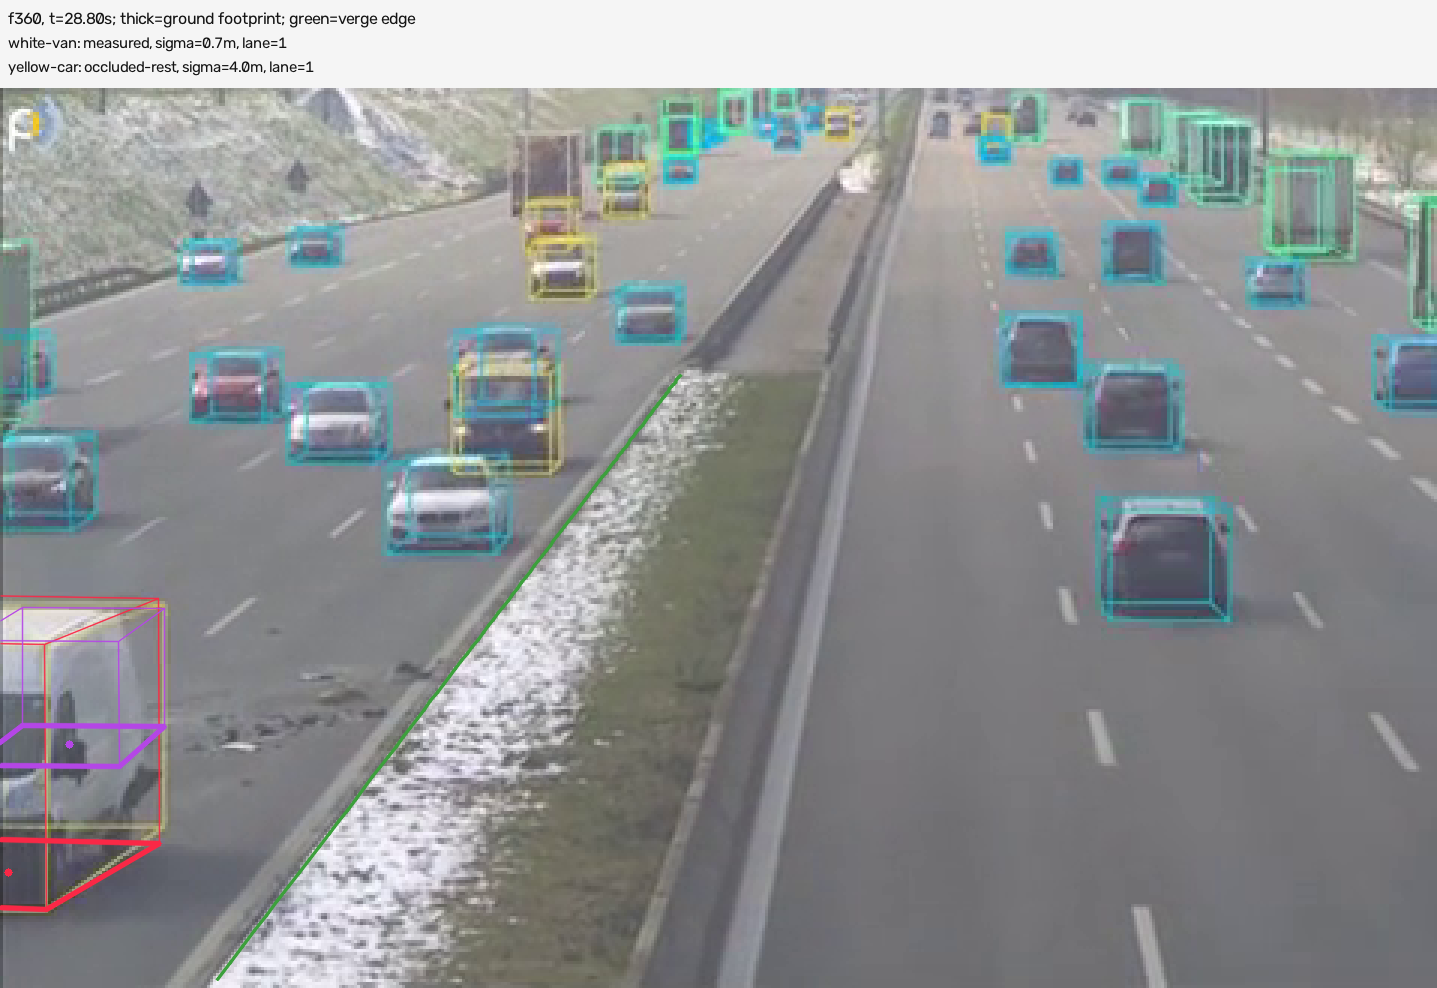 f360, t=28.80s; thick=ground footprint; green=verge edge
white-van: measured, sigma=0.7m, lane=1
yellow-car: occluded-rest, sigma=4.0m, lane=1